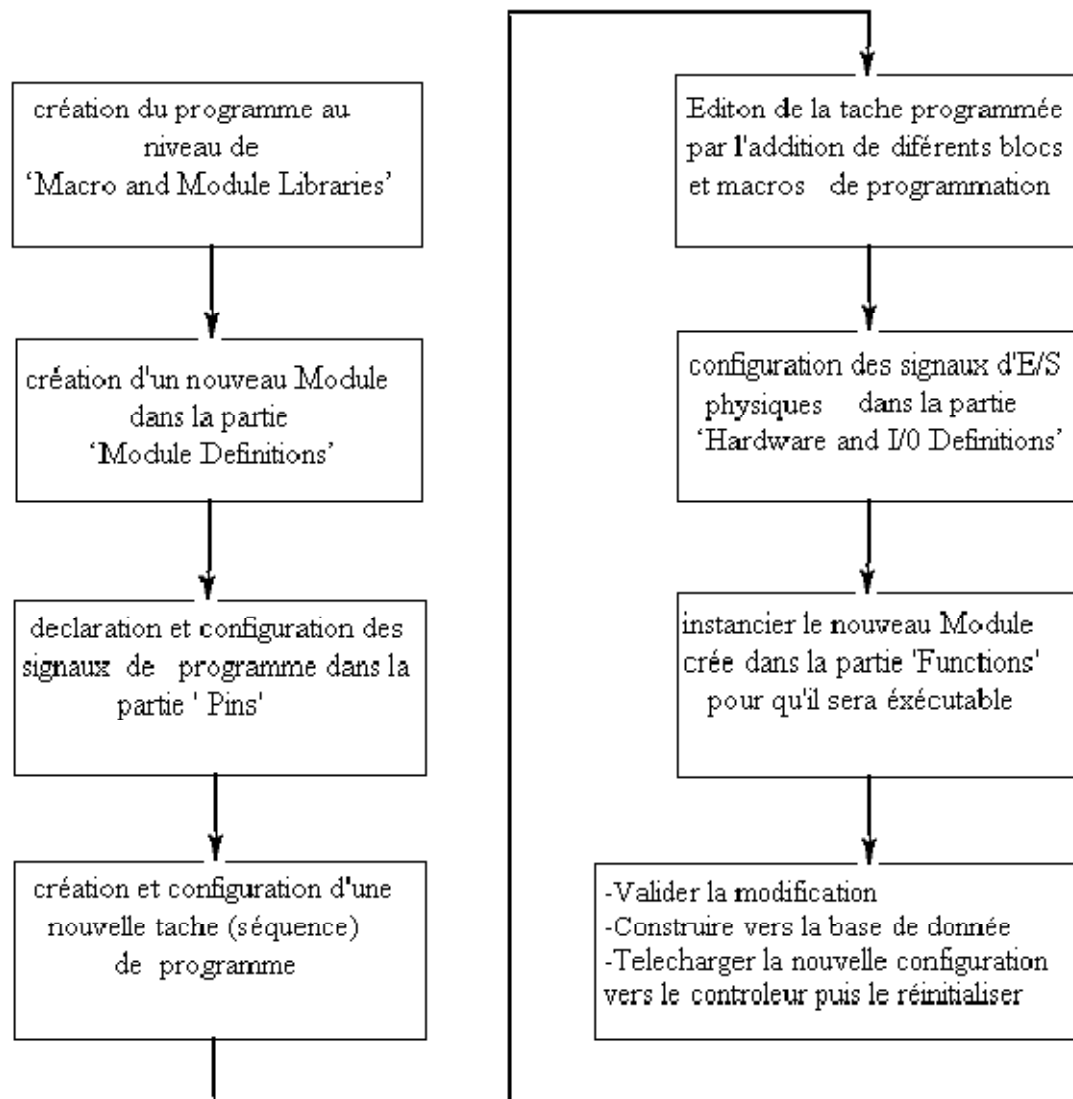 création du programme au
niveau de
‘Macro and Module Libraries’
création d'un nouveau Module
dans la partie
‘Module Definitions’
declaration et configuration des
signaux de programme dans la
partie ' Pins'
création et configuration d'une
nouvelle tache (séquence)
de programme
Editon de la tache programmée
par l'addition de diférents blocs
et macros de programmation
configuration des signaux d'E/S
physiques dans la partie
‘Hardware and I/0 Definitions’
instancier le nouveau Module
crée dans la partie 'Functions'
pour qu'il sera éxécutable
-Valider la modification
-Construire vers la base de donnée
-Telecharger la nouvelle configuration
vers le controleur puis le réinitialiser